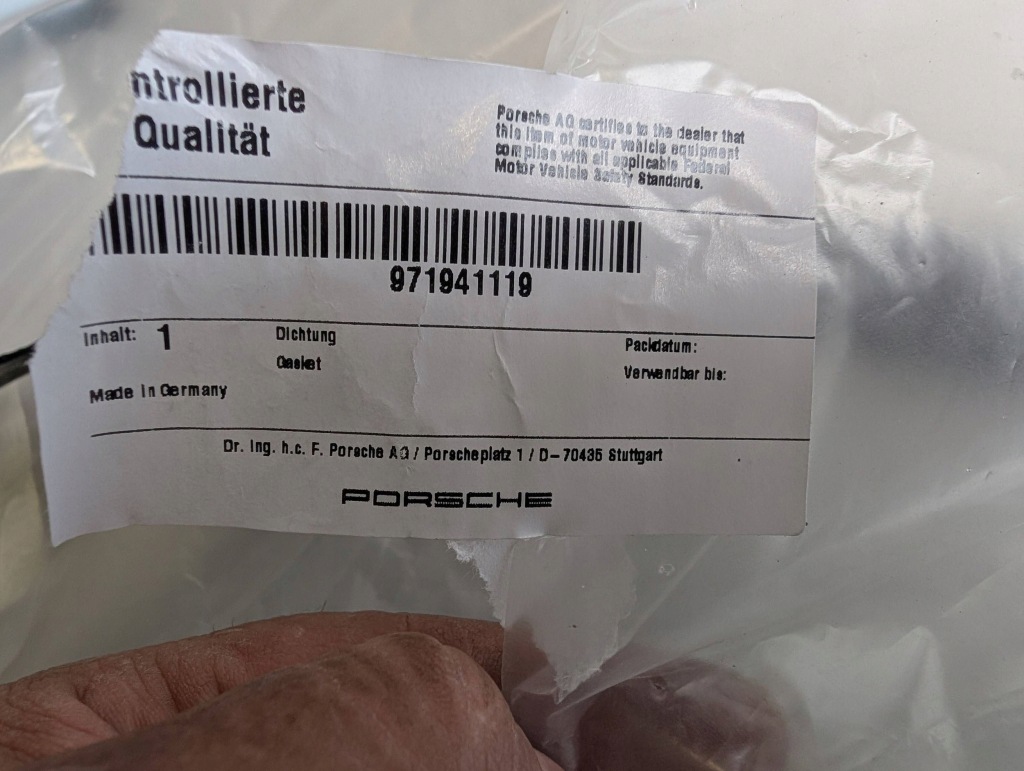 ntrollierte
Qualität
Porsche AG certifies to the dealer that
this item of motor vehicle equipment
complies with all applicable Federal
Motor Vehicle Safety Standards.
971941119
Inhalt: 1 Dichtung Packdatum:
Gasket Verwendbar bis:
Made in Germany
Dr. Ing. h.c. F. Porsche AG / Porscheplatz 1 / D-70435 Stuttgart
PORSCHE